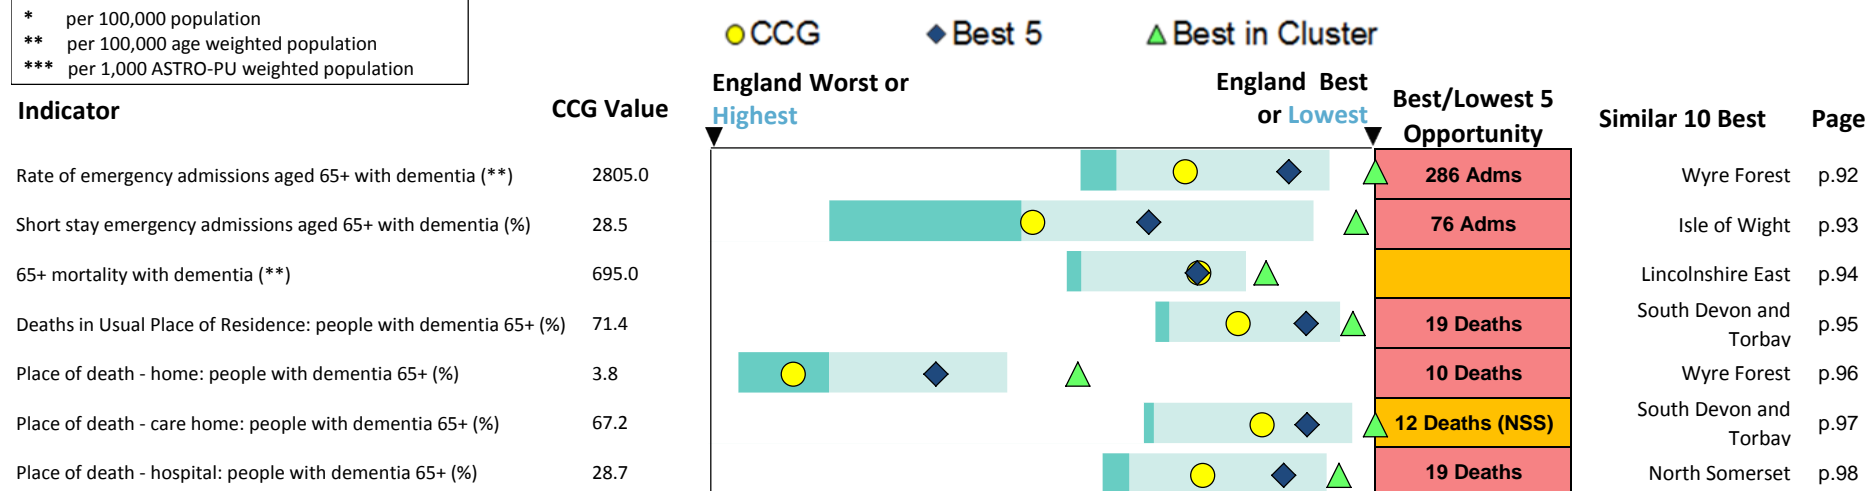 * per 100,000 population
** per 100,000 age weighted population
*** per 1,000 ASTRO-PU weighted population
CCG Best 5 Best in Cluster
Indicator CCG Value England Worst or Highest England Best or Lowest Best/Lowest 5 Opportunity Similar 10 Best Page
Rate of emergency admissions aged 65+ with dementia (**) 2805.0 286 Adms Wyre Forest p.92
Short stay emergency admissions aged 65+ with dementia (%) 28.5 76 Adms Isle of Wight p.93
65+ mortality with dementia (**) 695.0 Lincolnshire East p.94
Deaths in Usual Place of Residence: people with dementia 65+ (%) 71.4 19 Deaths South Devon and Torbay p.95
Place of death - home: people with dementia 65+ (%) 3.8 10 Deaths Wyre Forest p.96
Place of death - care home: people with dementia 65+ (%) 67.2 12 Deaths (NSS) South Devon and Torbay p.97
Place of death - hospital: people with dementia 65+ (%) 28.7 19 Deaths North Somerset p.98